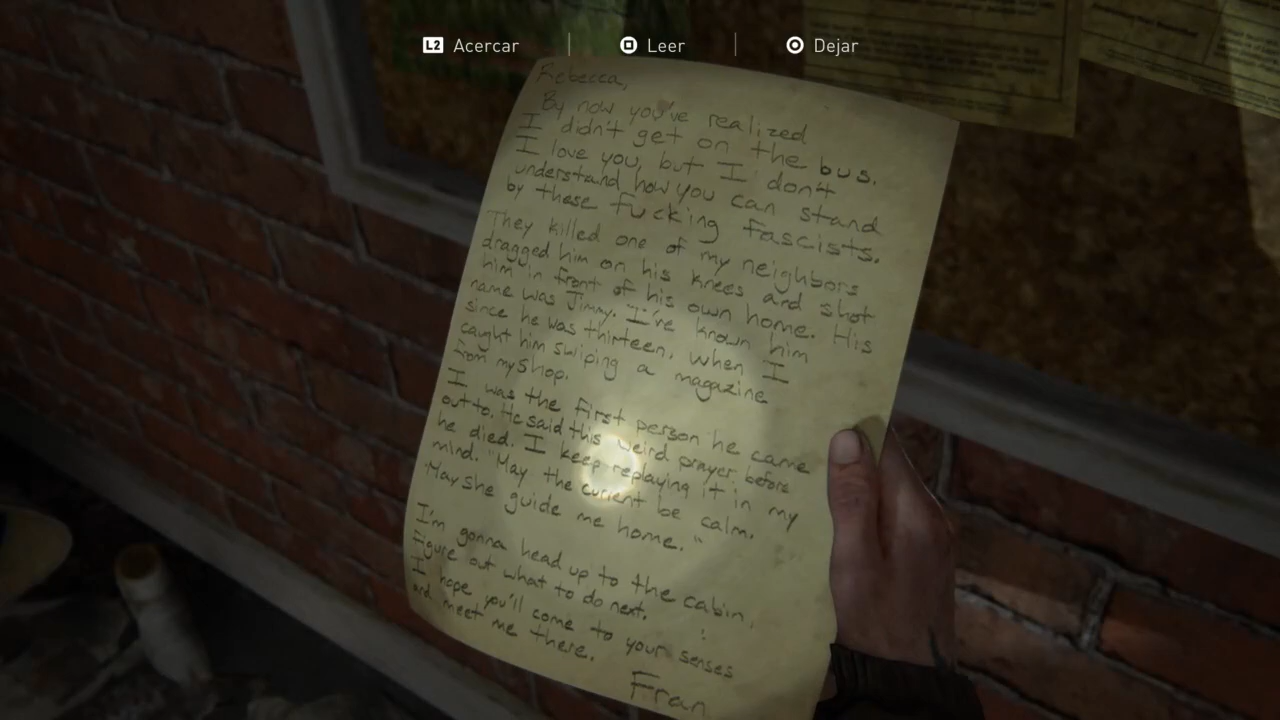 L2 Acercar
Leer
Dejar
Rebecca,
By now you've realized
I didn't get on the bus.
I love you, but I don't
understand how you can stand
by these fucking fascists.
They killed one of my neighbors
dragged him on his knees and shot
him in front of his own home. His
name was Jimmy. I've known him
since he was thirteen, when I
caught him swiping a magazine
from my shop.
I was the first person he came
out to. He said this weird prayer before
he died. I keep replaying it in my
mind. "May the current be calm.
"May she guide me home."
I'm gonna head up to the cabin,
figure out what to do next.
I hope you'll come to your senses
and meet me there.
Fran